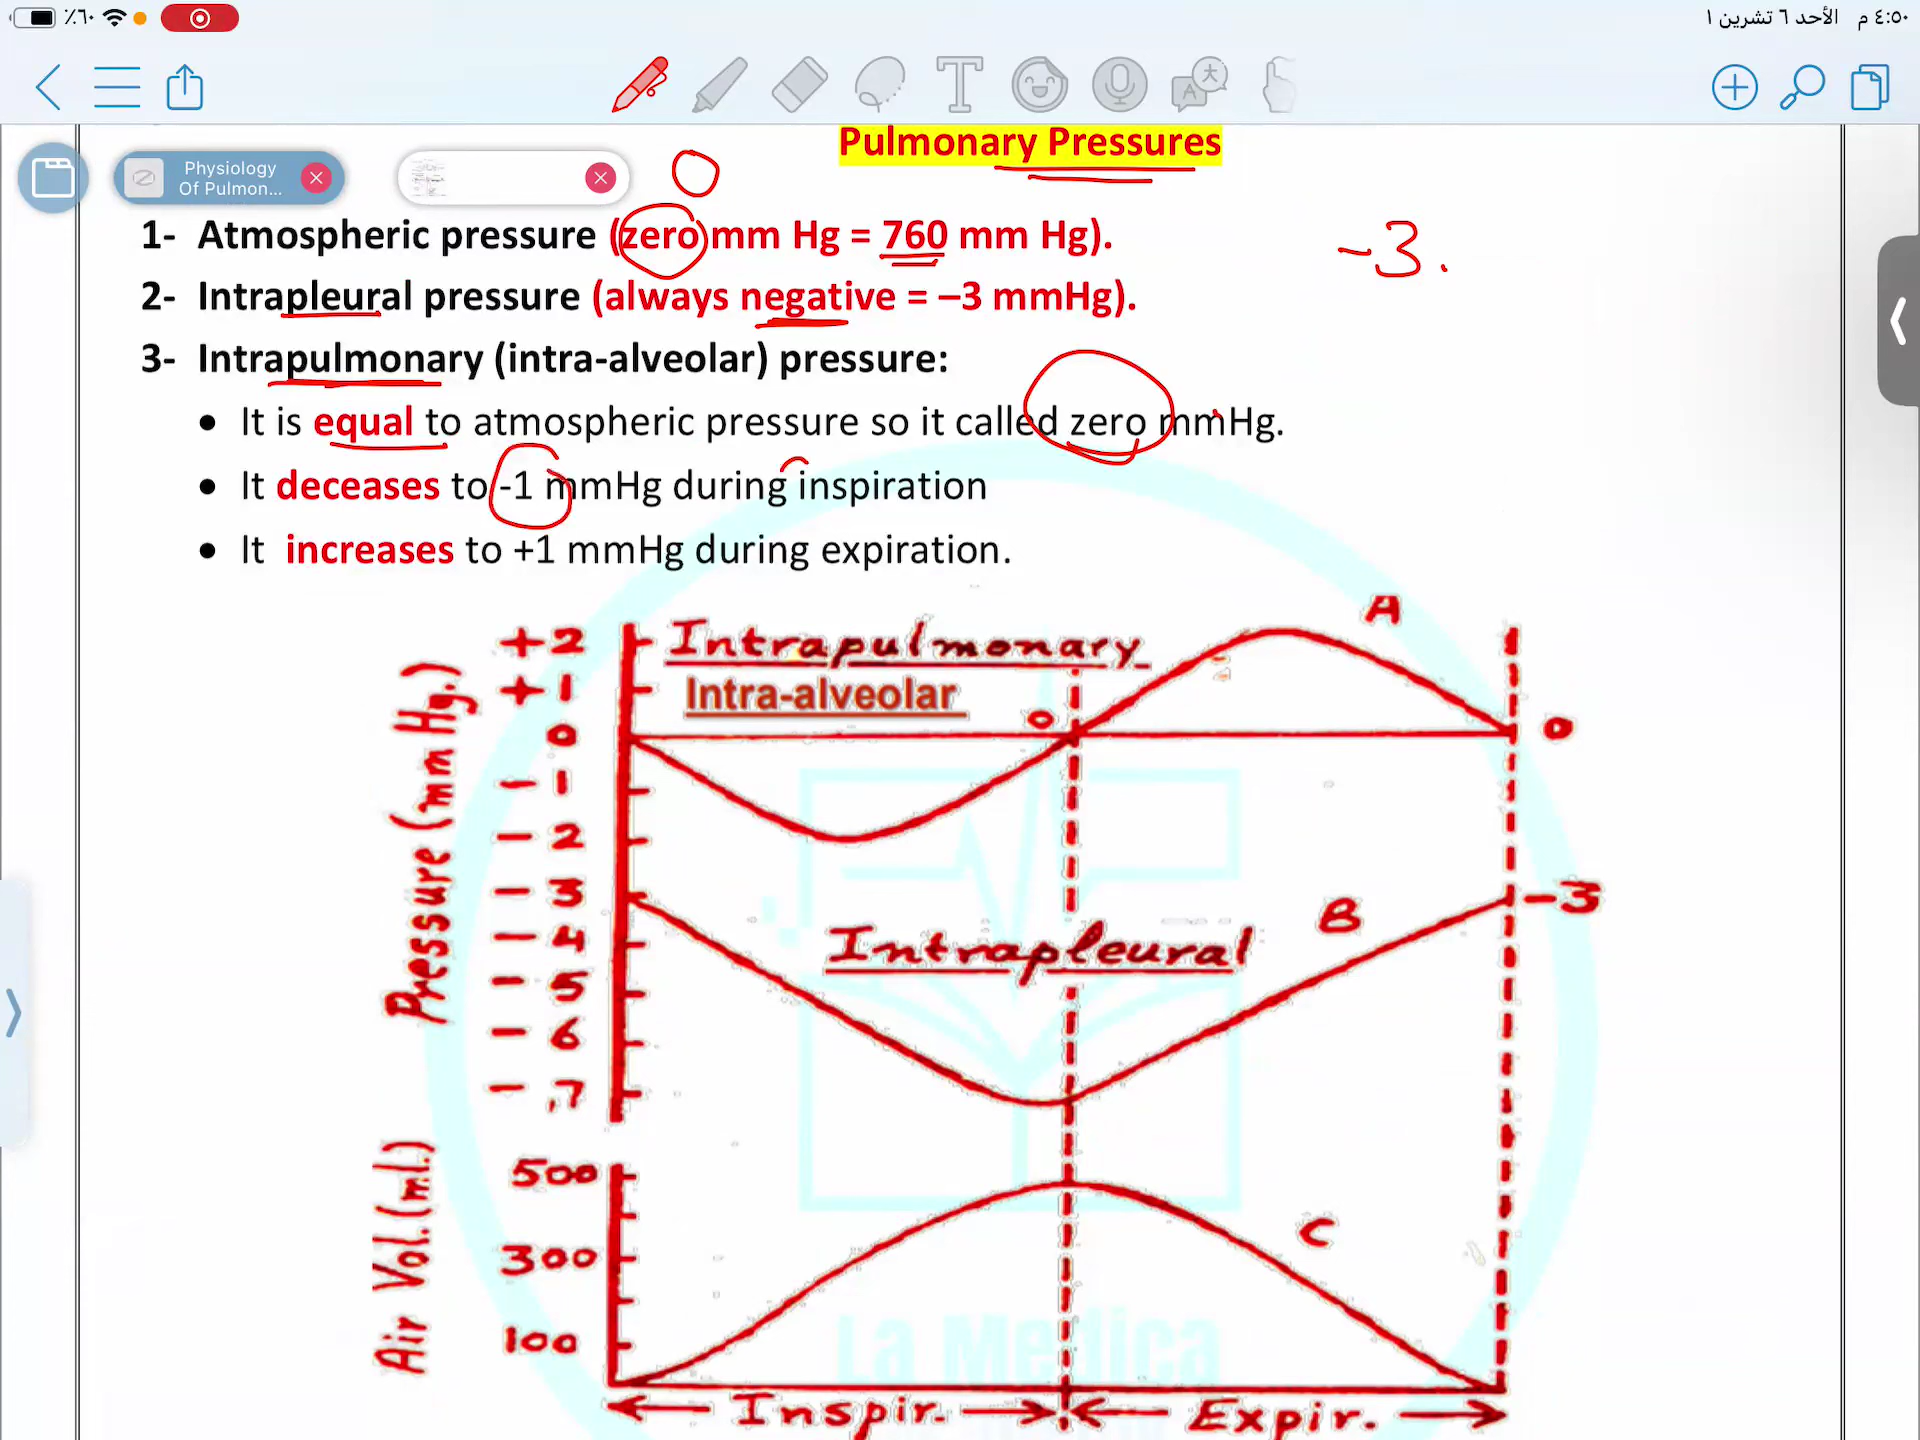 ٪٦٠
٤:٥٠ م الأحد ٦ تشرين ١
Physiology
Of Pulmon...
Pulmonary Pressures
1- Atmospheric pressure (zero mm Hg = 760 mm Hg).
-3.
2- Intrapleural pressure (always negative = –3 mmHg).
3- Intrapulmonary (intra-alveolar) pressure:
• It is equal to atmospheric pressure so it called zero mmHg.
• It deceases to -1 mmHg during inspiration
• It increases to +1 mmHg during expiration.
A
+2 Intrapulmonary
+1 Intra-alveolar
0
0
0
-1
-2
-3
-3
-4
-5
-6
-7
Pressure (mm Hg.)
B
Intrapleural
500
300
100
Air Vol. (ml.)
C
La Medica
Inspir. Expir.